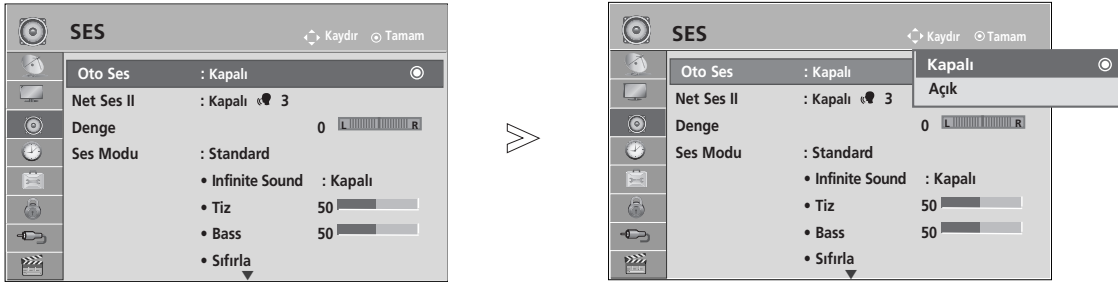 SES
Kaydır Tamam
Oto Ses : Kapalı
Net Ses II : Kapalı 3
Denge 0 L R
Ses Modu : Standard
• Infinite Sound : Kapalı
• Tiz 50
• Bass 50
• Sıfırla
SES
Kaydır Tamam
Oto Ses : Kapalı
Kapalı
Açık
Net Ses II : Kapalı 3
Denge 0 L R
Ses Modu : Standard
• Infinite Sound : Kapalı
• Tiz 50
• Bass 50
• Sıfırla